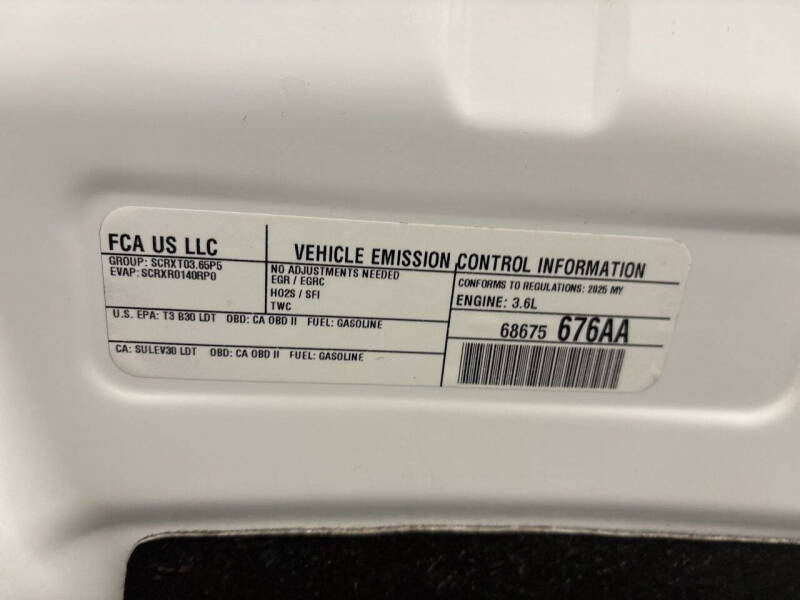 FCA US LLC
GROUP: SCRXT03.65P5
EVAP: SCRXR0140RP0
VEHICLE EMISSION CONTROL INFORMATION
NO ADJUSTMENTS NEEDED
EGR / EGRC
HO2S / SFI
TWC
CONFORMS TO REGULATIONS: 2025 MY
ENGINE: 3.6L
U.S. EPA: T3 B30 LDT OBD: CA OBD II FUEL: GASOLINE
CA: SULEV30 LDT OBD: CA OBD II FUEL: GASOLINE
68675 676AA